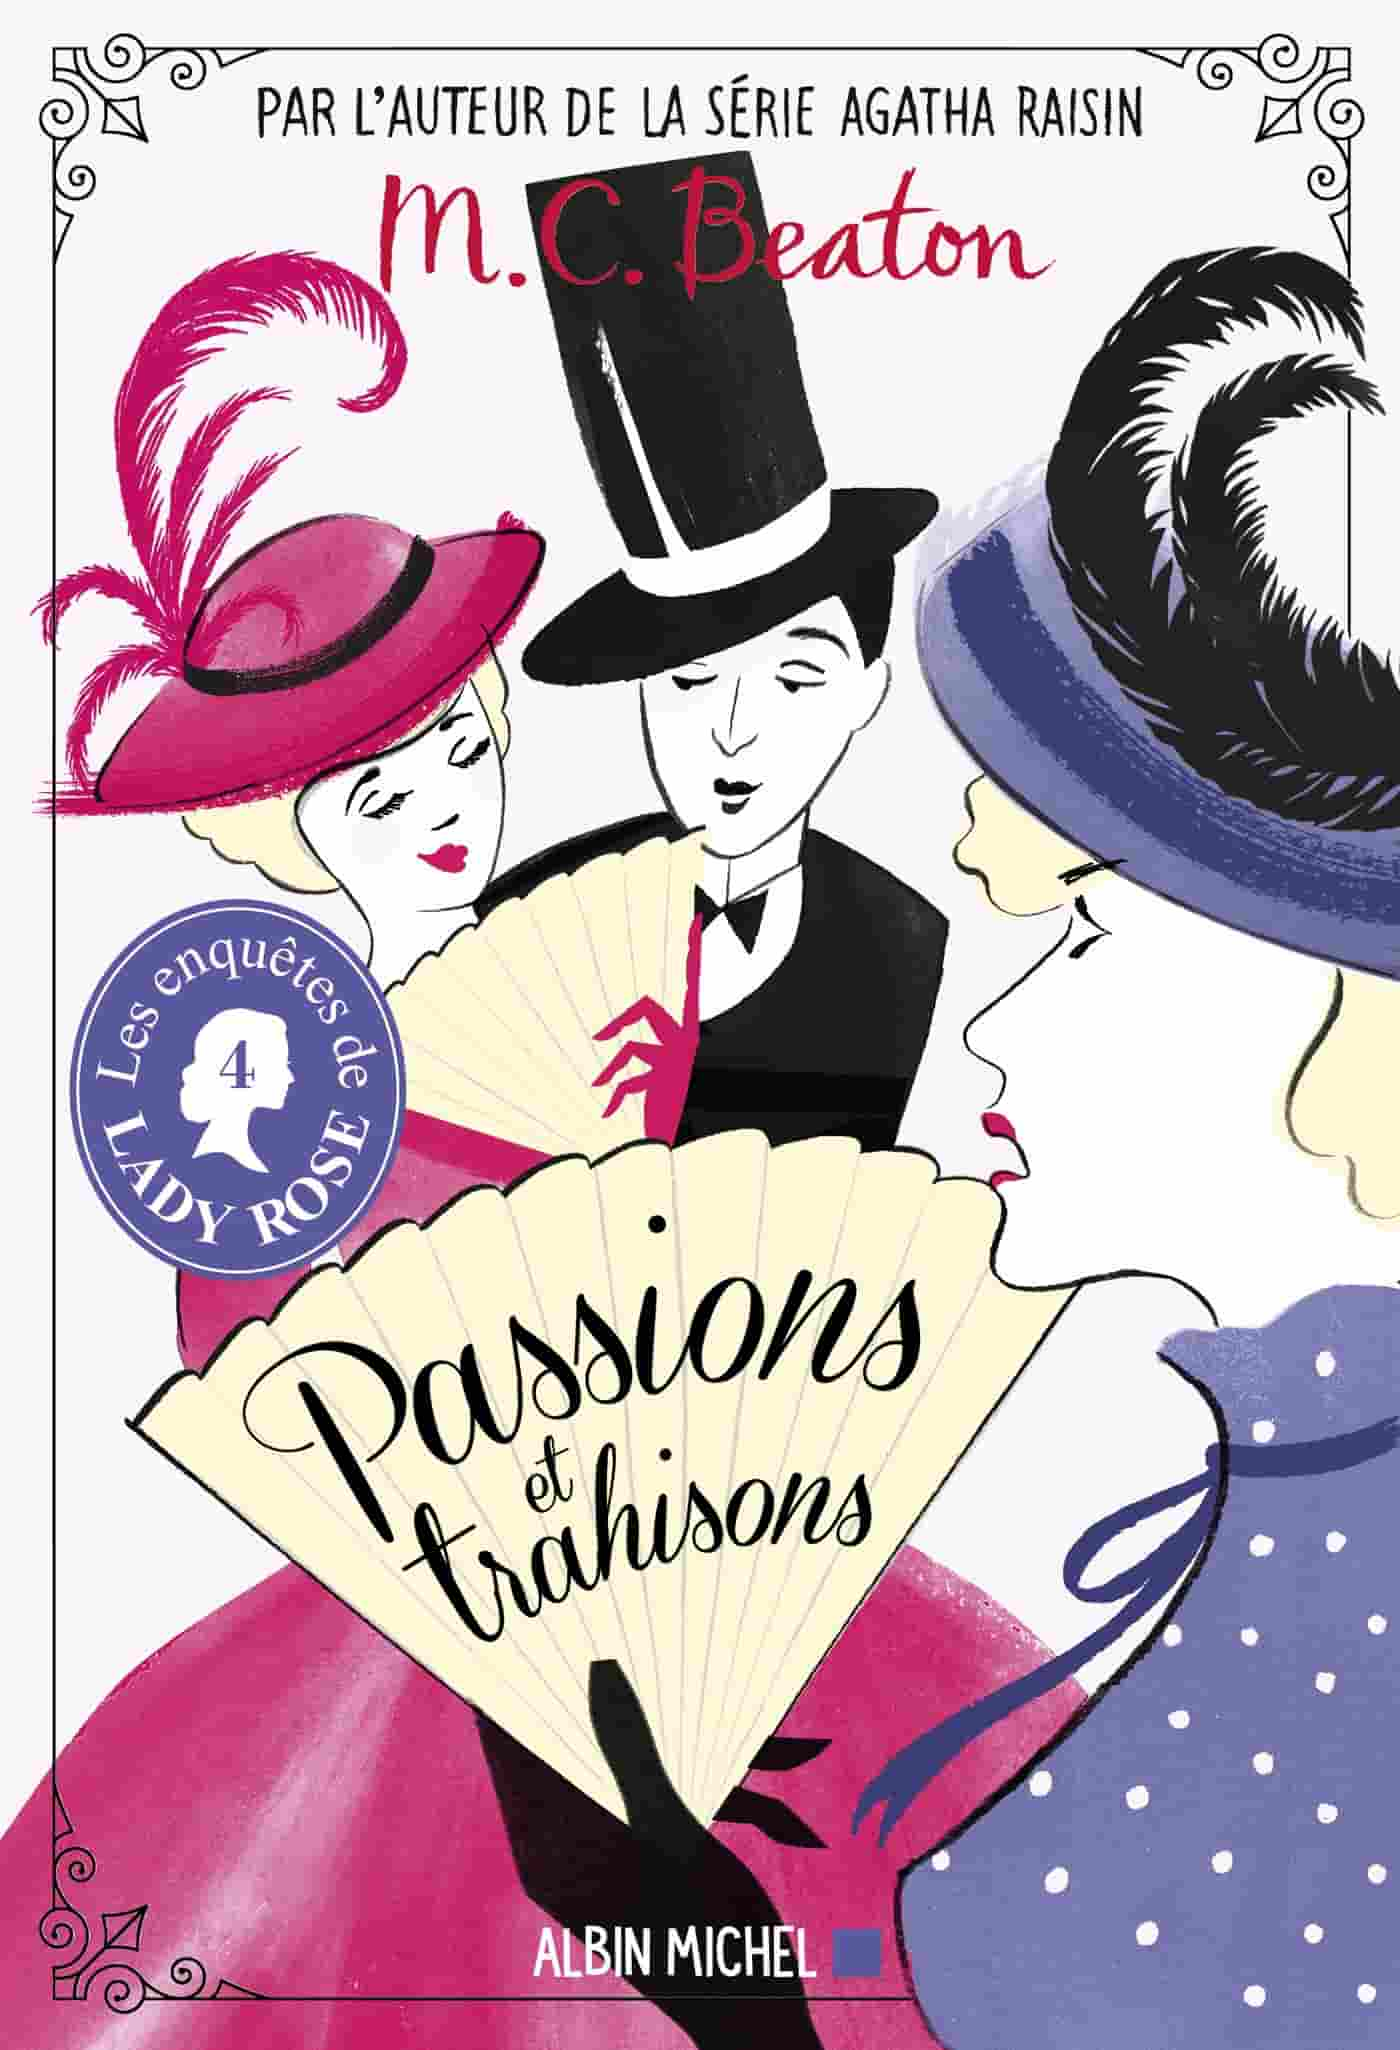 PAR L'AUTEUR DE LA SÉRIE AGATHA RAISIN
M. C. Beaton
Les enquêtes de
4
LADY ROSE
Passions
et
trahisons
ALBIN MICHEL